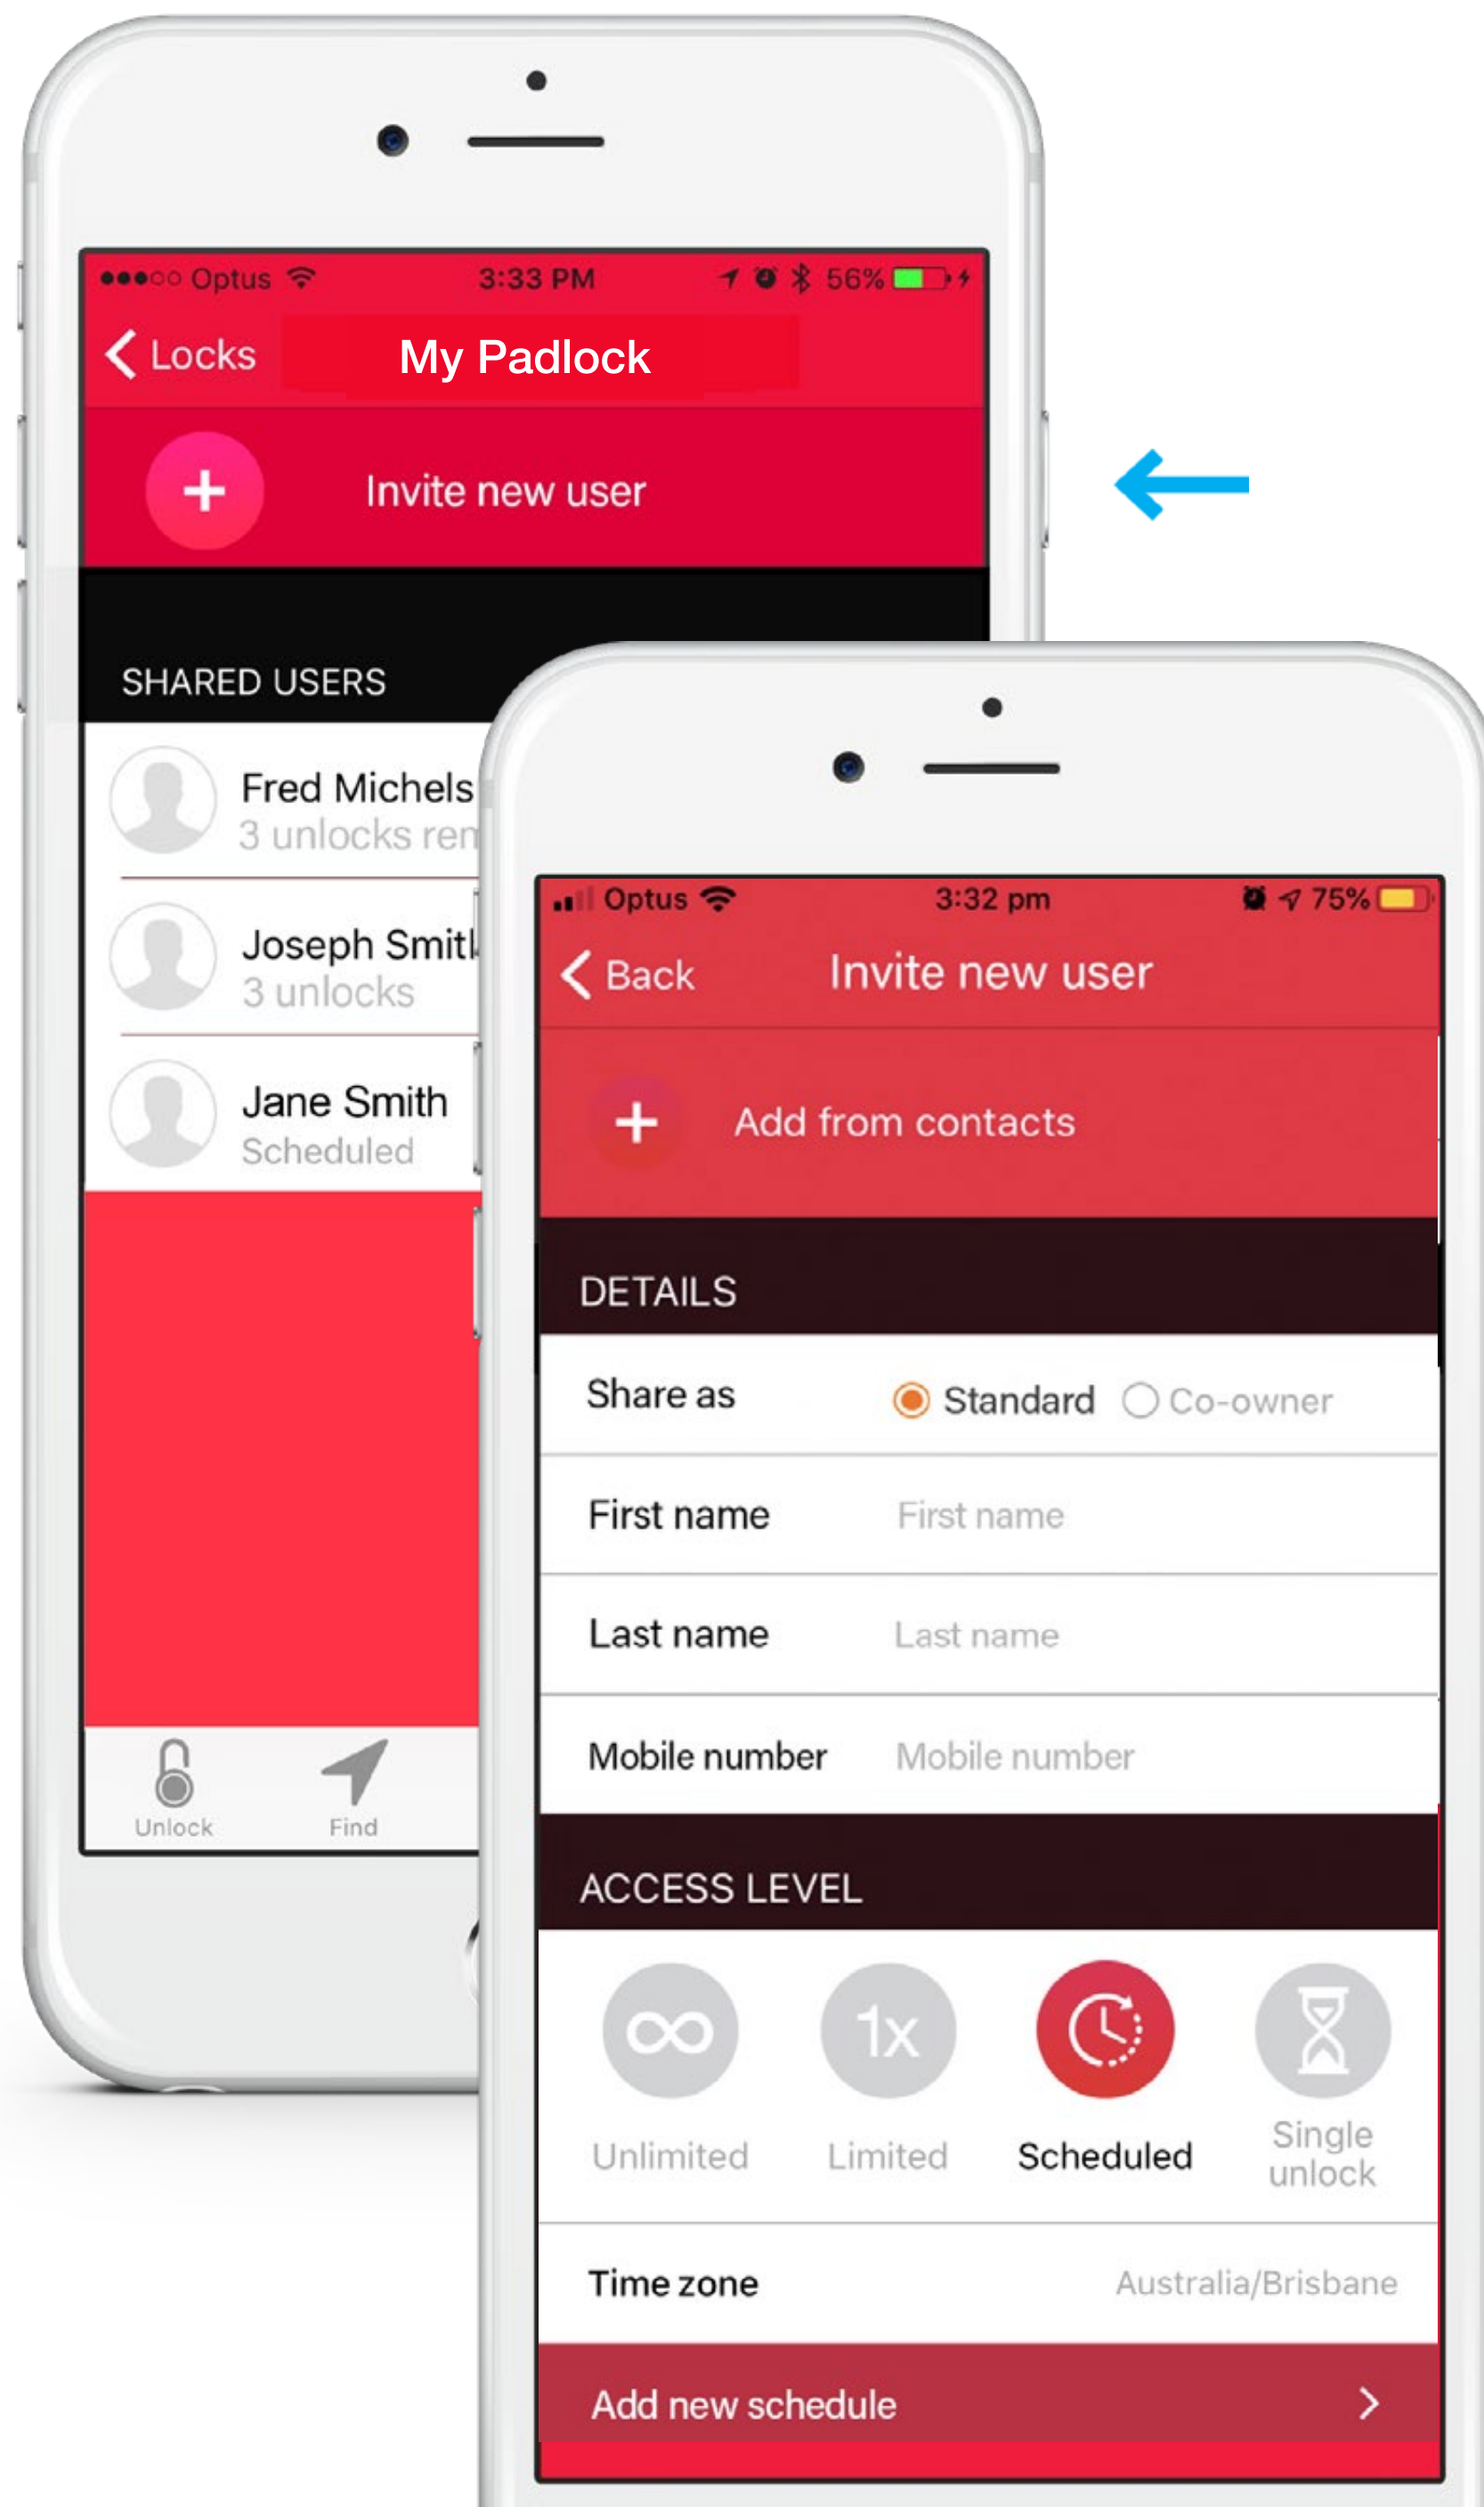 Optus 3:33 PM 56%
Locks My Padlock
+ Invite new user
SHARED USERS
Fred Michels
3 unlocks
Joseph
3 unlocks
Jane Smith
Scheduled
Unlock Find
Optus 3:32 pm 75%
Back Invite new user
+ Add from contacts
DETAILS
Share as Standard Co-owner
First name First name
Last name Last name
Mobile number Mobile number
ACCESS LEVEL
1x
Unlimited Limited Scheduled Single
unlock
Time zone Australia/Brisbane
Add new schedule